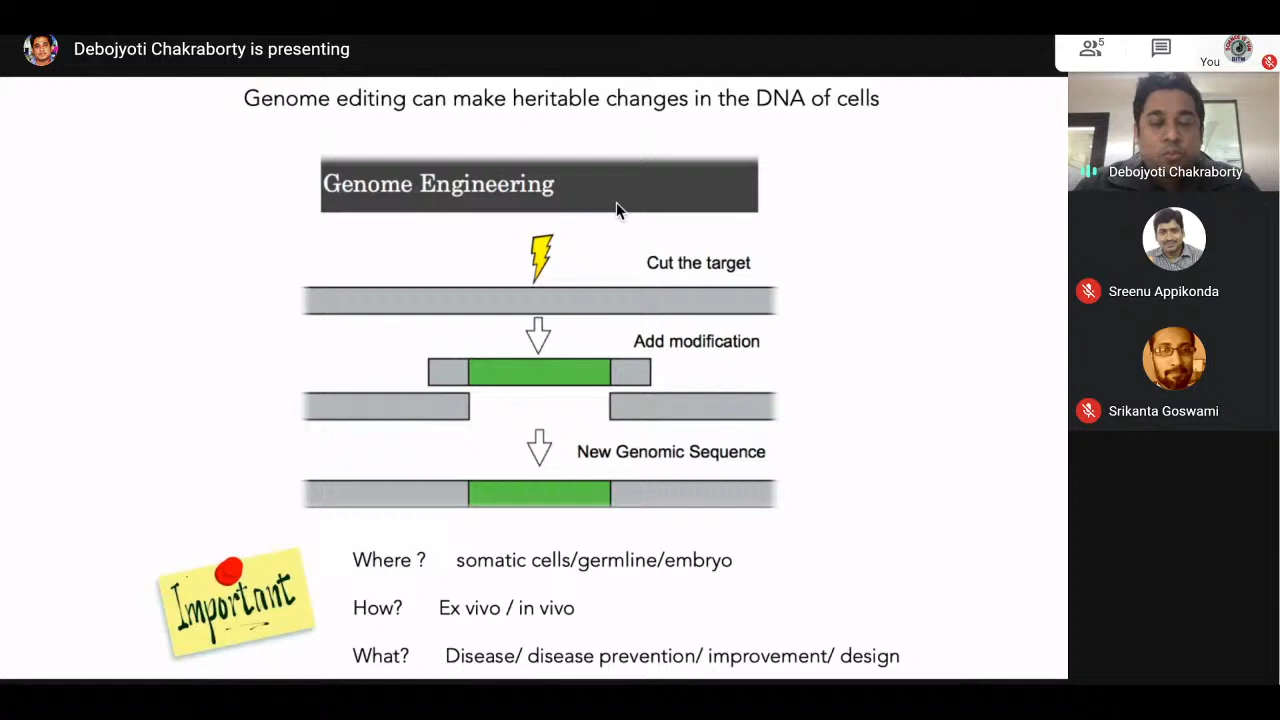 Debojyoti Chakraborty is presenting
5
You
Genome editing can make heritable changes in the DNA of cells
Genome Engineering
Cut the target
Add modification
New Genomic Sequence
Important
Where ? somatic cells/germline/embryo
How? Ex vivo / in vivo
What? Disease/ disease prevention/ improvement/ design
Debojyoti Chakraborty
Sreenu Appikonda
Srikanta Goswami